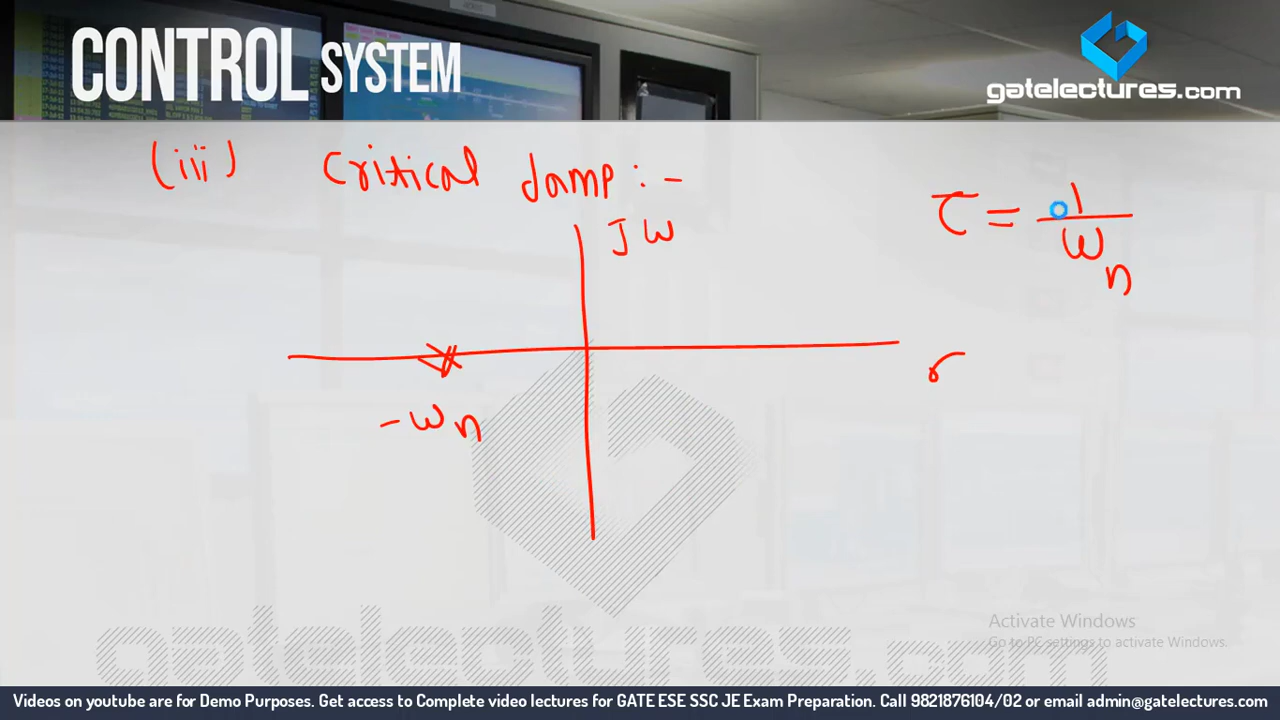 CONTROL SYSTEM
gatelectures.com
(iii) Critical damp :-
τ = 1/ωn
Jω
σ
-ωn
gatelectures.com
Activate Windows
Go to PC settings to activate Windows.
Videos on youtube are for Demo Purposes. Get access to Complete video lectures for GATE ESE SSC JE Exam Preparation. Call 9821876104/02 or email admin@gatelectures.com